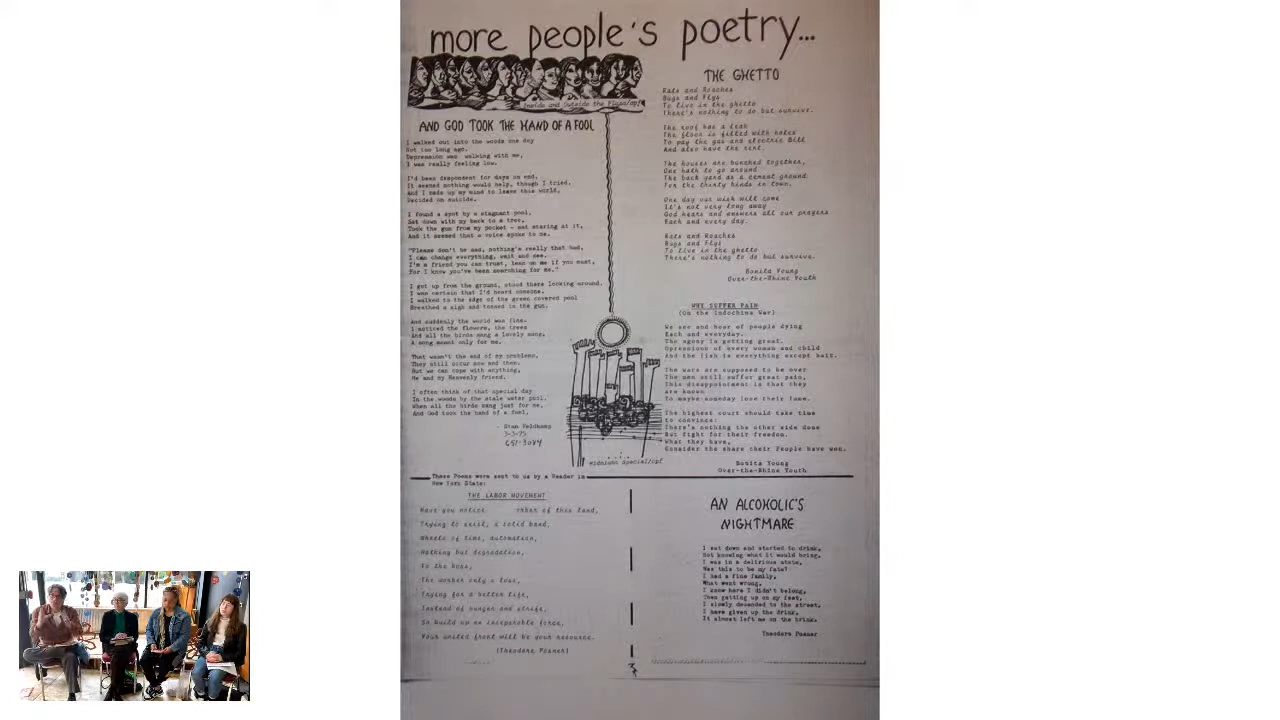 more people's poetry...
Inside and Outside the Plaza/cpf
AND GOD TOOK THE HAND OF A FOOL
I walked out into the woods one day
Not too long ago.
Depression was walking with me,
I was really feeling low.
I'd been despondent for days on end,
It seemed nothing would help, though I tried.
And I made up my mind to leave this world,
Decided on suicide.
I found a spot by a stagnant pool,
Sat down with my back to a tree,
Took the gun from my pocket - sat staring at it,
And it seemed that a voice spoke to me.
"Please don't be sad, nothing's really that bad,
I can change everything, wait and see.
I'm a friend you can trust, lean on me if you must,
For I know you've been searching for me."
I got up from the ground, stood there looking around,
I was certain that I'd heard someone.
I walked to the edge of the green covered pool
Breathed a sigh and tossed in the gun.
And suddenly the world was fine-
I noticed the flowers, the trees
And all the birds sang a lovely song,
A song meant only for me.
That wasn't the end of my problems,
They still occur now and then.
But we can cope with anything,
Me and my Heavenly friend.
I often think of that special day
In the woods by the stale water pool.
When all the birds sang just for me,
And God took the hand of a fool,
- Stan Feldkamp
3-3-75
651-3074
THE GHETTO
Rats and Roaches
Bugs and Flys
To live in the ghetto
There's nothing to do but survive.
The roof has a leak
The floor is filled with holes
To pay the gas and electric Bill
And also have the rent.
The houses are bunched together,
One bath to go around
The back yard as a cement ground
For the thirty kinds in town.
One day our wish will come
It's not very long away
God hears and answers all our prayers
Each and every day.
Rats and Roaches
Bugs and Flys
To live in the ghetto
There's nothing to do but survive.
Bonita Young
Over-the-Rhine Youth
WHY SUFFER PAIN
(On the Indochina War)
We see and hear of people dying
Each and everyday.
The agony is getting great.
Opressions of every woman and child
And the lish is everything except bait.
The wars are supposed to be over
The men still suffer great pain,
This disappointment is that they
are known
To maybe someday lose their fame.
The highest court should take time
to convince:
There's nothing the other side done
But fight for their freedom.
What they have,
Consider the share their People have won.
Bonita Young
Over-the-Rhine Youth
Midnight Special/cpf
These Poems were sent to us by a Reader in
New York State:
THE LABOR MOVEMENT
Have you notice of this land,
Trying to exist, a solid band,
Wheels of time, automation,
Nothing but degradation,
To the boss,
The worker only a loss,
Trying for a better life,
Instead of hunger and strife,
So build up an inseperable force,
Your united front will be your resource.
(Theodore Posner)
AN ALCOHOLIC'S
NIGHTMARE
I sat down and started to drink,
Not knowing what it would bring,
I was in a delirious state,
Was this to be my fate?
I had a fine family,
What went wrong,
I know here I didn't belong,
Then getting up on my feet,
I slowly decended to the street,
I have given up the drink,
It almost left me on the brink.
Theodore Posner